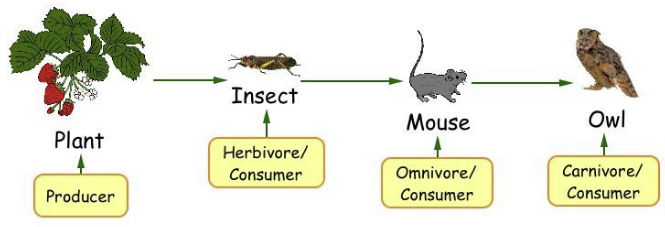 Plant
Producer
Insect
Herbivore/
Consumer
Mouse
Omnivore/
Consumer
Owl
Carnivore/
Consumer